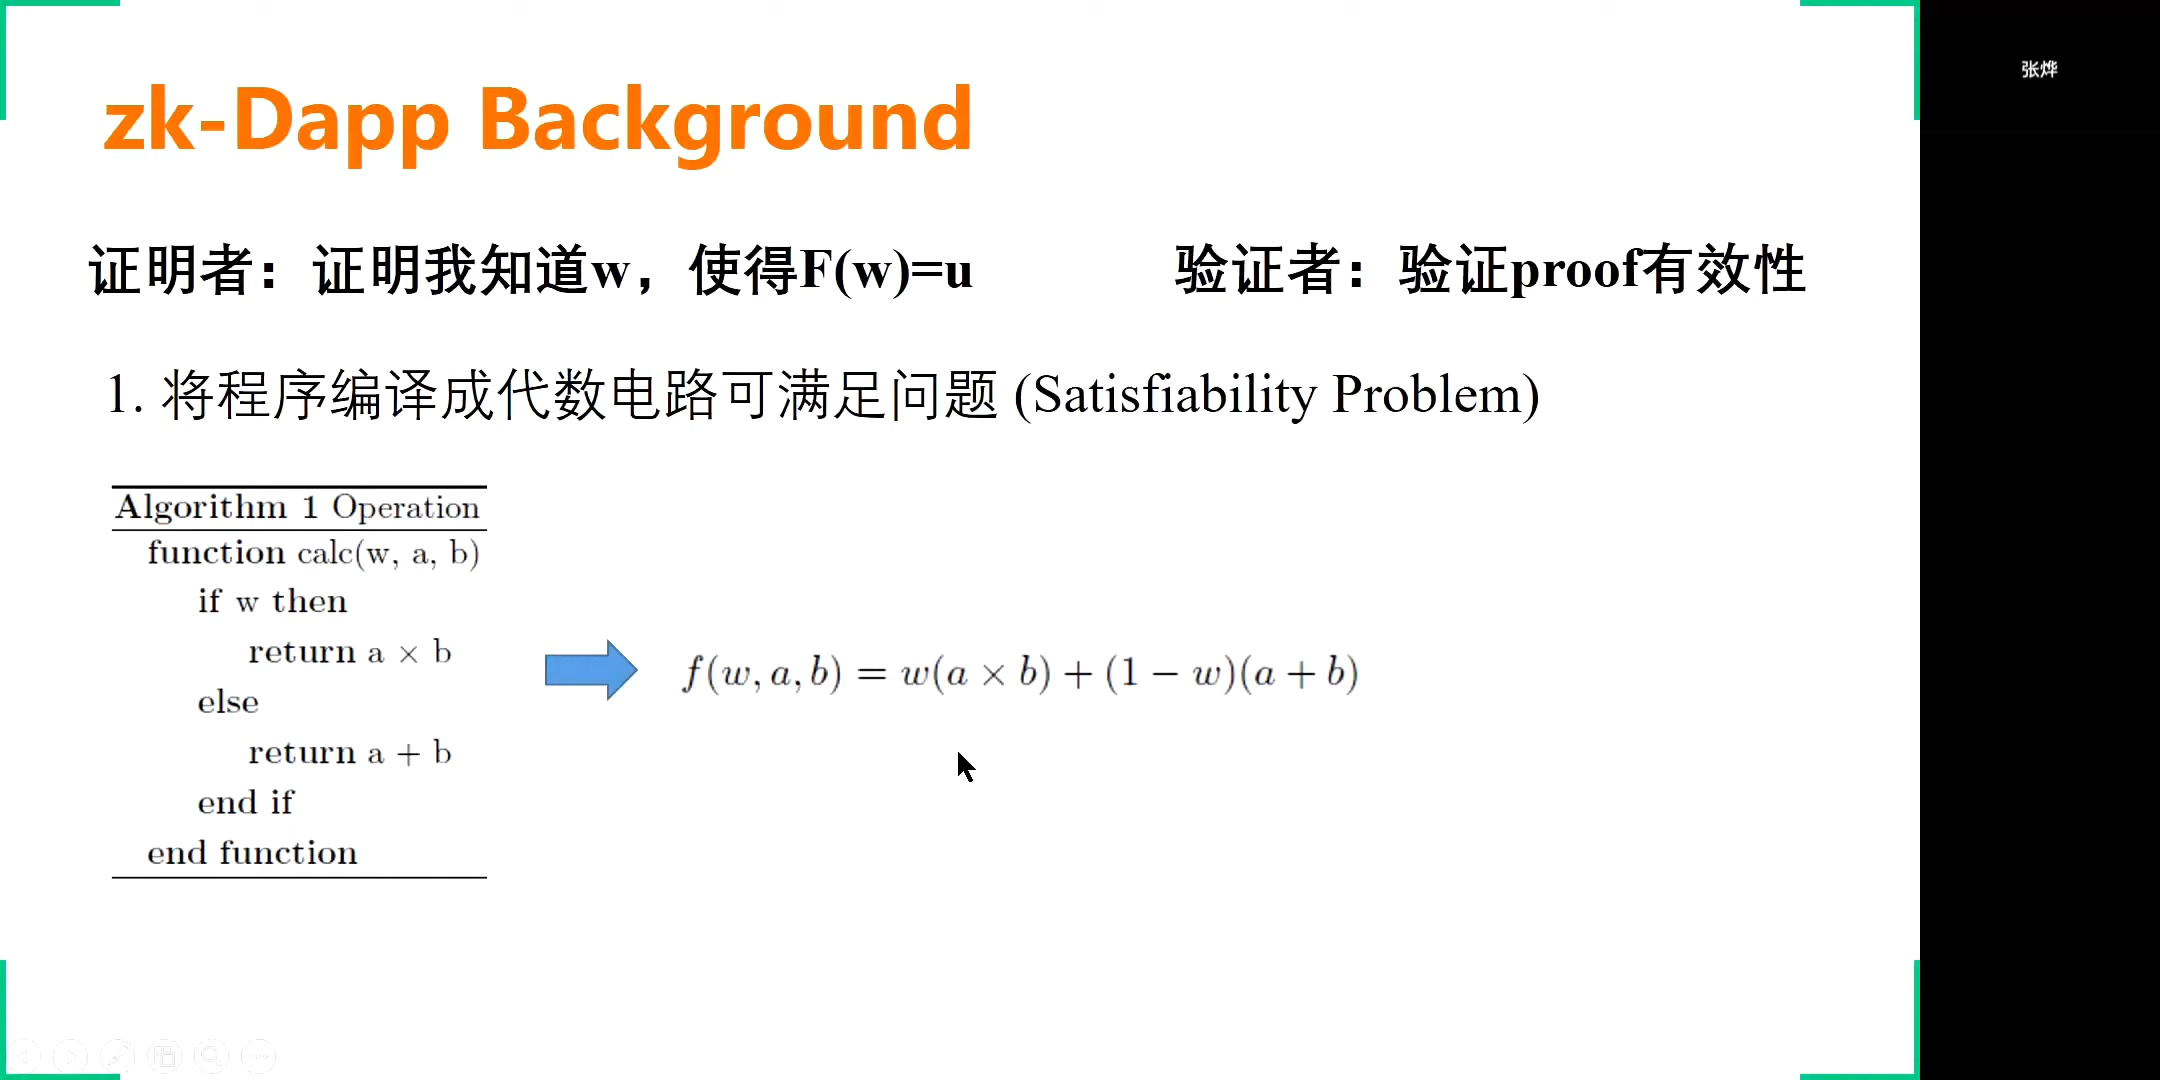 zk-Dapp Background
张烨
证明者：证明我知道w，使得F(w)=u
验证者：验证proof有效性
1. 将程序编译成代数电路可满足问题 (Satisfiability Problem)
Algorithm 1 Operation
function calc(w, a, b)
if w then
return a × b
else
return a + b
end if
end function
f(w, a, b) = w(a × b) + (1 − w)(a + b)